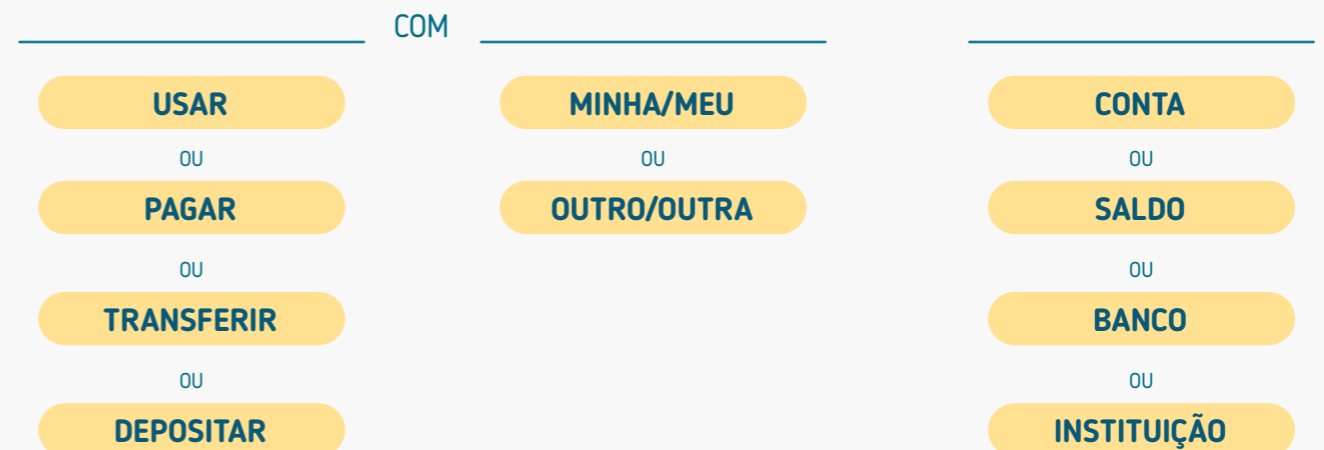 COM
USAR MINHA/MEU CONTA
OU OU OU
PAGAR OUTRO/OUTRA SALDO
OU OU
TRANSFERIR BANCO
OU OU
DEPOSITAR INSTITUIÇÃO